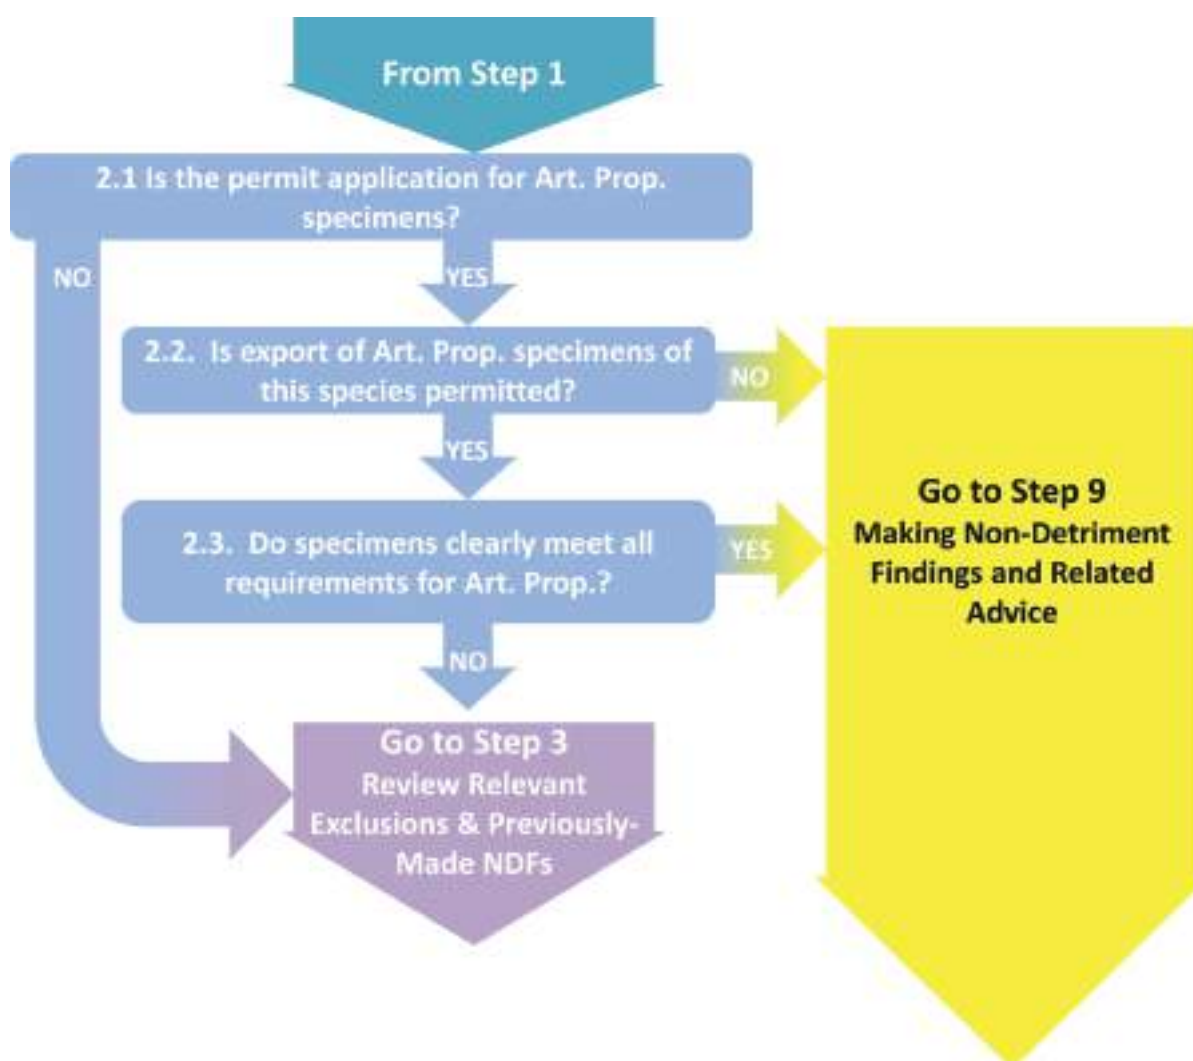 From Step 1
2.1 Is the permit application for Art. Prop.
specimens?
NO
YES
2.2.  Is export of Art. Prop. specimens of
this species permitted?
NO
YES
2.3.  Do specimens clearly meet all
requirements for Art. Prop.?
YES
NO
Go to Step 9
Making Non-Detriment
Findings and Related
Advice
Go to Step 3
Review Relevant
Exclusions & Previously-
Made NDFs